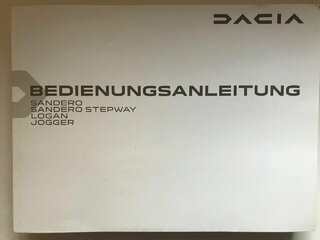 DACIA
BEDIENUNGSANLEITUNG
SANDERO
SANDERO STEPWAY
LOGAN
JOGGER